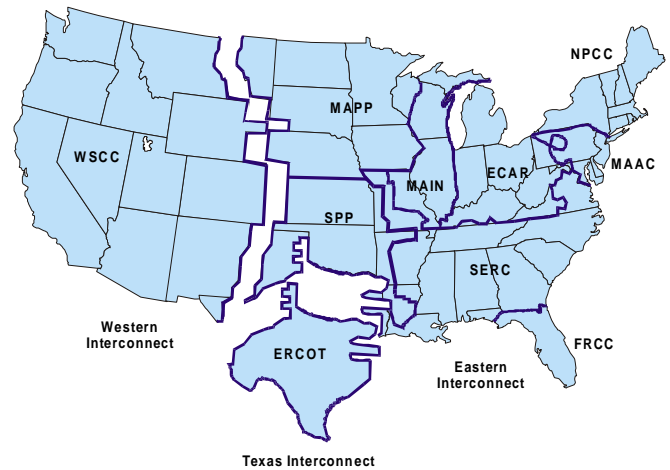 NPCC
MAPP
WSCC
MAAC
ECAR
MAIN
SPP
SERC
Western
Interconnect
FRCC
ERCOT
Eastern
Interconnect
Texas Interconnect